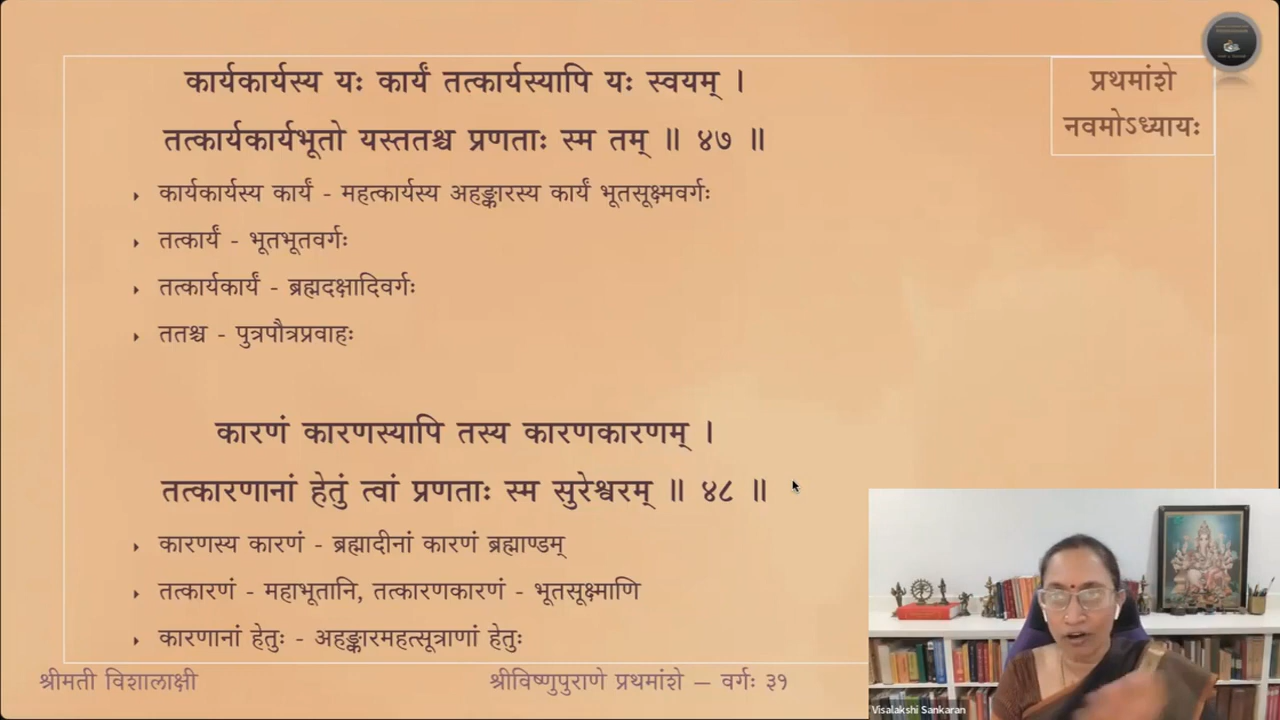 कार्यकार्यस्य यः कार्यं तत्कार्यस्यापि यः स्वयम् ।
तत्कार्यकार्यभूतो यस्ततश्च प्रणताः स्म तम् ॥ ४७ ॥
प्रथमांशे
नवमोऽध्यायः
‣ कार्यकार्यस्य कार्यं - महत्कार्यस्य अहङ्कारस्य कार्यं भूतसूक्ष्मवर्गः
‣ तत्कार्यं - भूतभूतवर्गः
‣ तत्कार्यकार्यं - ब्रह्मदक्षादिवर्गः
‣ ततश्च - पुत्रपौत्रप्रवाहः
कारणं कारणस्यापि तस्य कारणकारणम् ।
तत्कारणानां हेतुं त्वां प्रणताः स्म सुरेश्वरम् ॥ ४८ ॥
‣ कारणस्य कारणं - ब्रह्मादीनां कारणं ब्रह्माण्डम्
‣ तत्कारणं - महाभूतानि, तत्कारणकारणं - भूतसूक्ष्माणि
‣ कारणानां हेतुः - अहङ्कारमहत्सूत्राणां हेतुः
श्रीमती विशालाक्षी
श्रीविष्णुपुराणे प्रथमांशे – वर्गः ३१
Visalakshi Sankaran